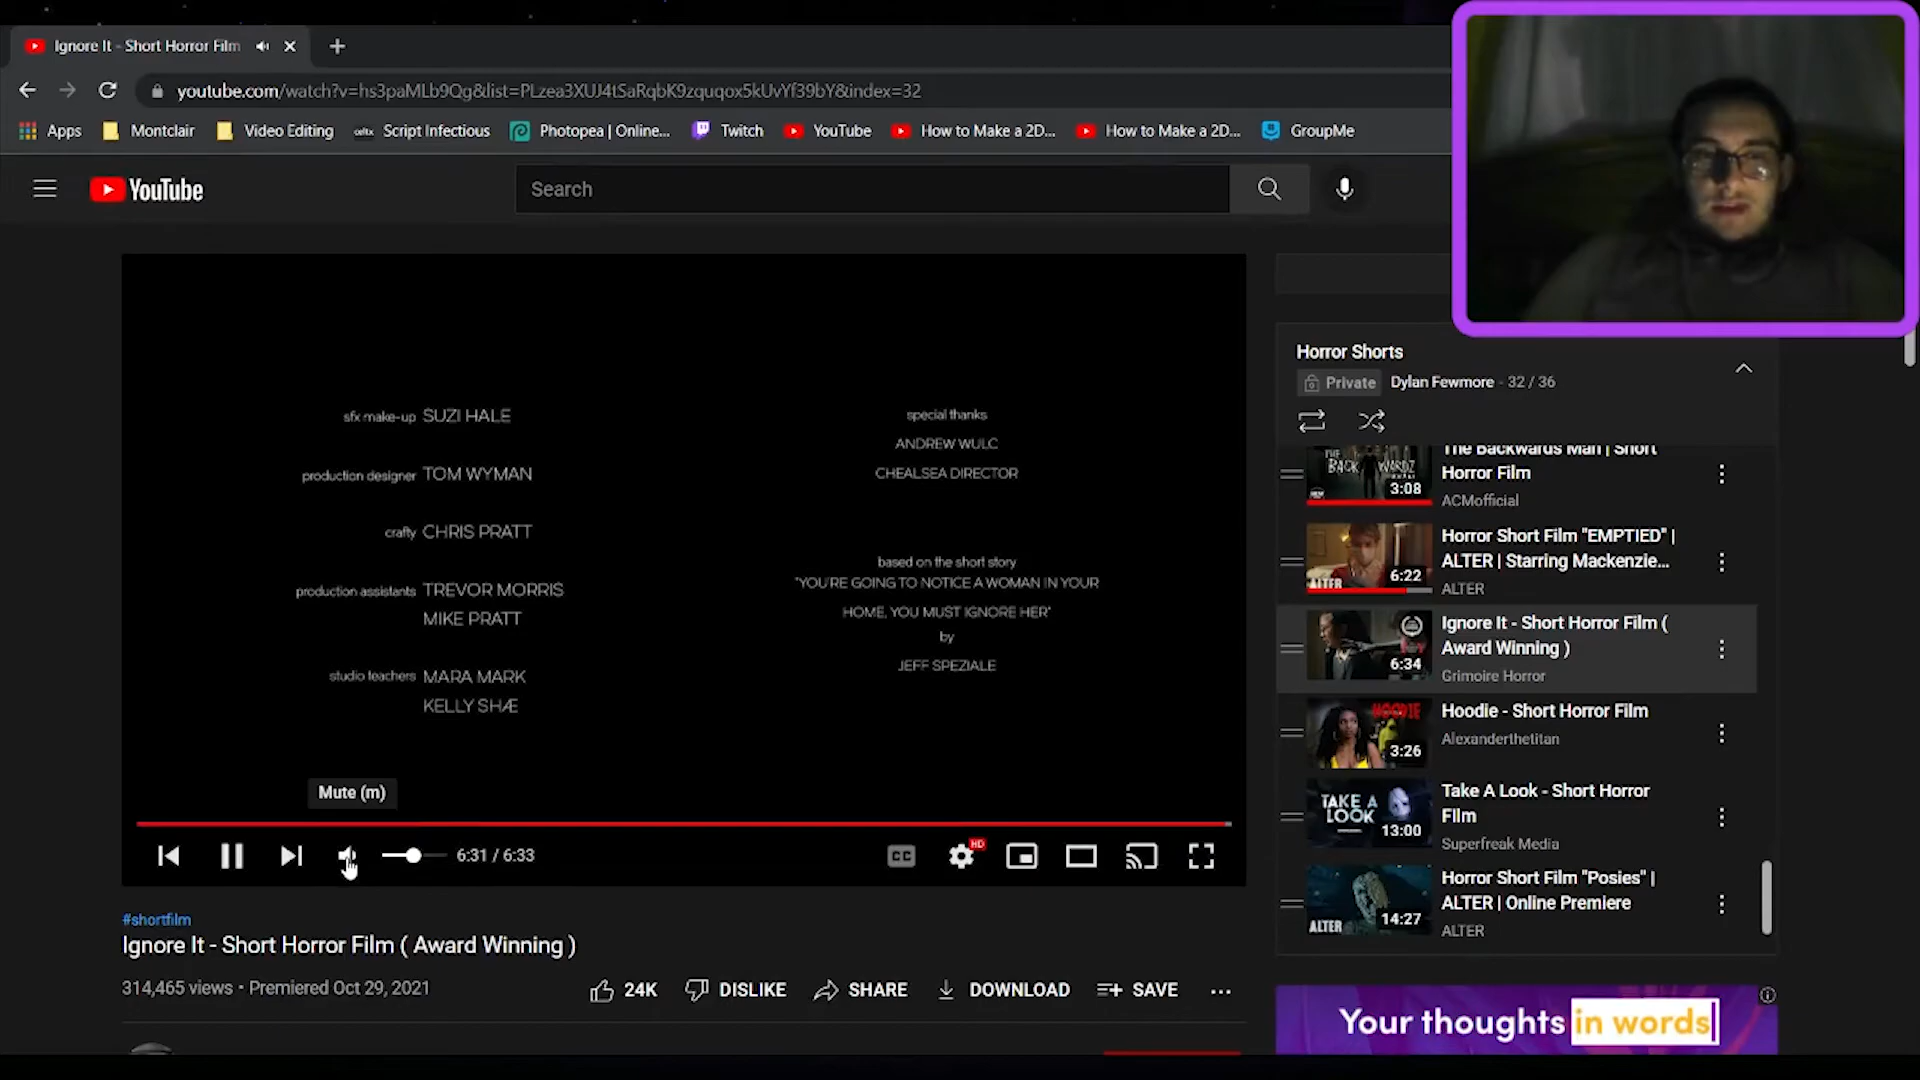 Ignore It - Short Horror Film
youtube.com/watch?v=hs3paMLb9Qg&list=PLzea3XUJ4tSaRqbK9zquqox5kUvYf39bY&index=32
Apps
Montclair
Video Editing
celtx
Script Infectious
Photopea | Online...
Twitch
YouTube
How to Make a 2D...
How to Make a 2D...
GroupMe
YouTube
Search
sfx make-up SUZI HALE
production designer TOM WYMAN
crafty CHRIS PRATT
production assistants TREVOR MORRIS
MIKE PRATT
studio teachers MARA MARK
KELLY SHÆ
special thanks
ANDREW WULC
CHEALSEA DIRECTOR
based on the short story
"YOU'RE GOING TO NOTICE A WOMAN IN YOUR
HOME, YOU MUST IGNORE HER"
by
JEFF SPEZIALE
Mute (m)
6:31 / 6:33
CC
HD
#shortfilm
Ignore It - Short Horror Film ( Award Winning )
314,465 views • Premiered Oct 29, 2021
24K
DISLIKE
SHARE
DOWNLOAD
SAVE
Horror Shorts
Private
Dylan Fewmore - 32 / 36
THE
BACKWARDZ
3:08
The Backwards Man | Short
Horror Film
ACMofficial
ALTER
6:22
Horror Short Film "EMPTIED" |
ALTER | Starring Mackenzie...
ALTER
6:34
Ignore It - Short Horror Film (
Award Winning )
Grimoire Horror
HOODIE
3:26
Hoodie - Short Horror Film
Alexanderthetitan
TAKE A
LOOK
13:00
Take A Look - Short Horror
Film
Superfreak Media
ALTER
14:27
Horror Short Film "Posies" |
ALTER | Online Premiere
ALTER
Your thoughts in words